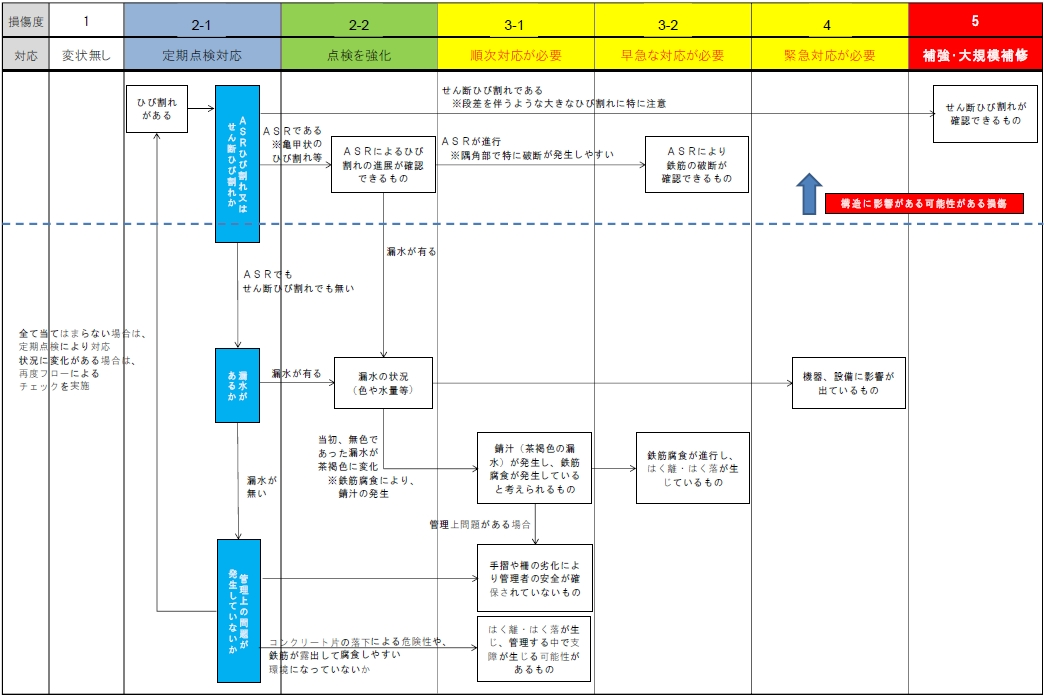 損傷度
1
2-1
2-2
3-1
3-2
4
5
対応
変状無し
定期点検対応
点検を強化
順次対応が必要
早急な対応が必要
緊急対応が必要
補強・大規模補修
ひび割れ
がある
ＡＳＲひび割れ又は
せん断ひび割れか
せん断ひび割れである
※段差を伴うような大きなひび割れに特に注意
せん断ひび割れが
確認できるもの
ＡＳＲである
※亀甲状の
ひび割れ等
ＡＳＲによるひび
割れの進展が確認
できるもの
ＡＳＲが進行
※隅角部で特に破断が発生しやすい
ＡＳＲにより
鉄筋の破断が
確認できるもの
構造に影響がある可能性がある損傷
漏水が有る
ＡＳＲでも
せん断ひび割れでも無い
全て当てはまらない場合は、
定期点検により対応
状況に変化がある場合は、
再度フローによる
チェックを実施
漏水が
あるか
漏水が有る
漏水の状況
（色や水量等）
機器、設備に影響が
出ているもの
当初、無色で
あった漏水が
茶褐色に変化
※鉄筋腐食により、
錆汁の発生
錆汁（茶褐色の漏
水）が発生し、鉄筋
腐食が発生している
と考えられるもの
鉄筋腐食が進行し、
はく離・はく落が生
じているもの
漏水が
無い
管理上問題がある場合
管理上の問題が
発生していないか
手摺や柵の劣化によ
り管理者の安全が確
保されていないもの
コンクリート片の落下による危険性や、
鉄筋が露出して腐食しやすい
環境になっていないか
はく離・はく落が生
じ、管理する中で支
障が生じる可能性が
あるもの